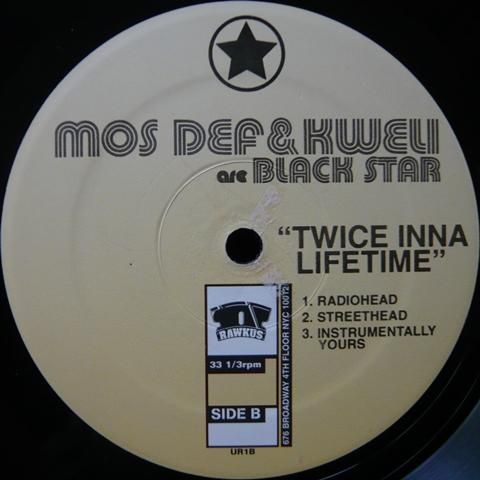 MOS DEF & KWELI
are BLACK STAR
"TWICE INNA
LIFETIME"
1. RADIOHEAD
2. STREETHEAD
3. INSTRUMENTALLY
YOURS
RAWKUS
33 1/3rpm
SIDE B
676 BROADWAY 4TH FLOOR NYC 10012
UR1B